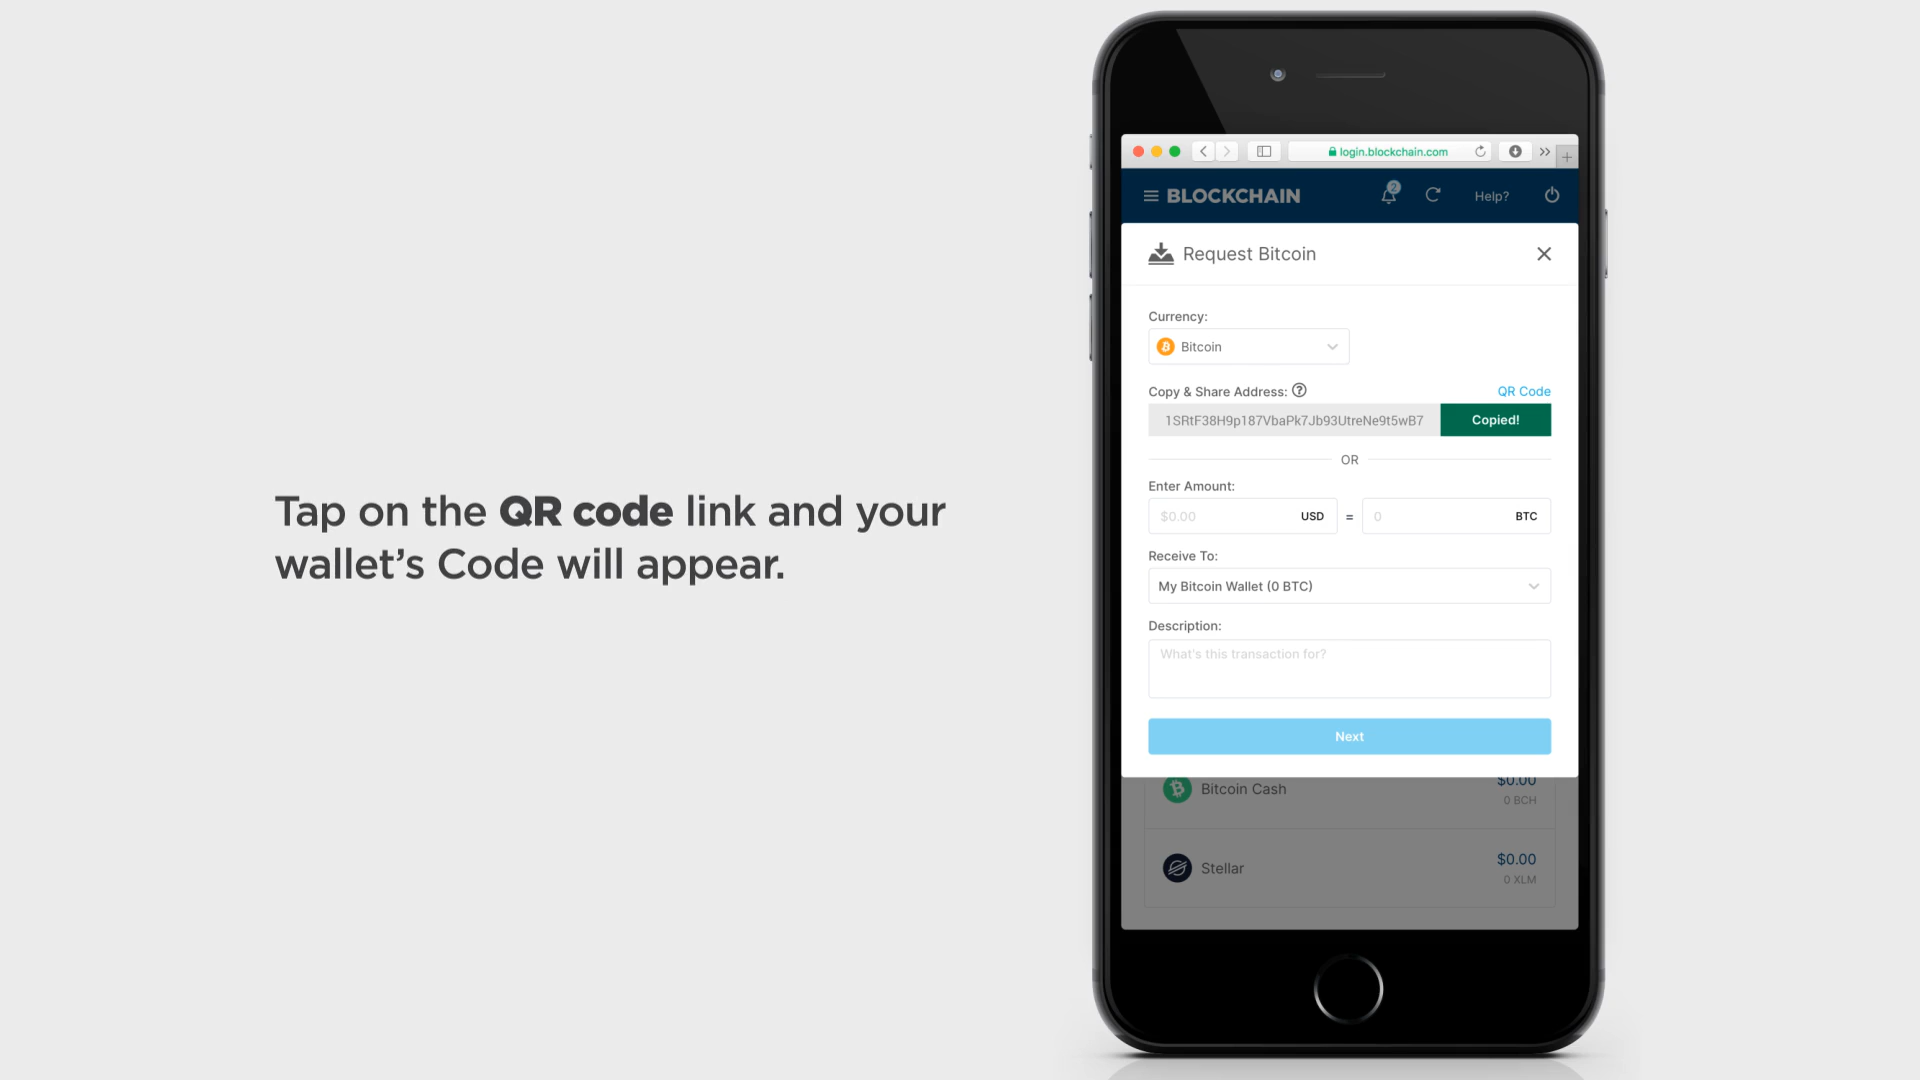 Tap on the QR code link and your
wallet's Code will appear.
login.blockchain.com
BLOCKCHAIN
2
Help?
Request Bitcoin
Currency:
Bitcoin
Copy & Share Address:
QR Code
1SRtF38H9p187VbaPk7Jb93UtreNe9t5wB7
Copied!
OR
Enter Amount:
$0.00 USD = 0 BTC
Receive To:
My Bitcoin Wallet (0 BTC)
Description:
What's this transaction for?
Next
Bitcoin Cash
$0.00
0 BCH
Stellar
$0.00
0 XLM